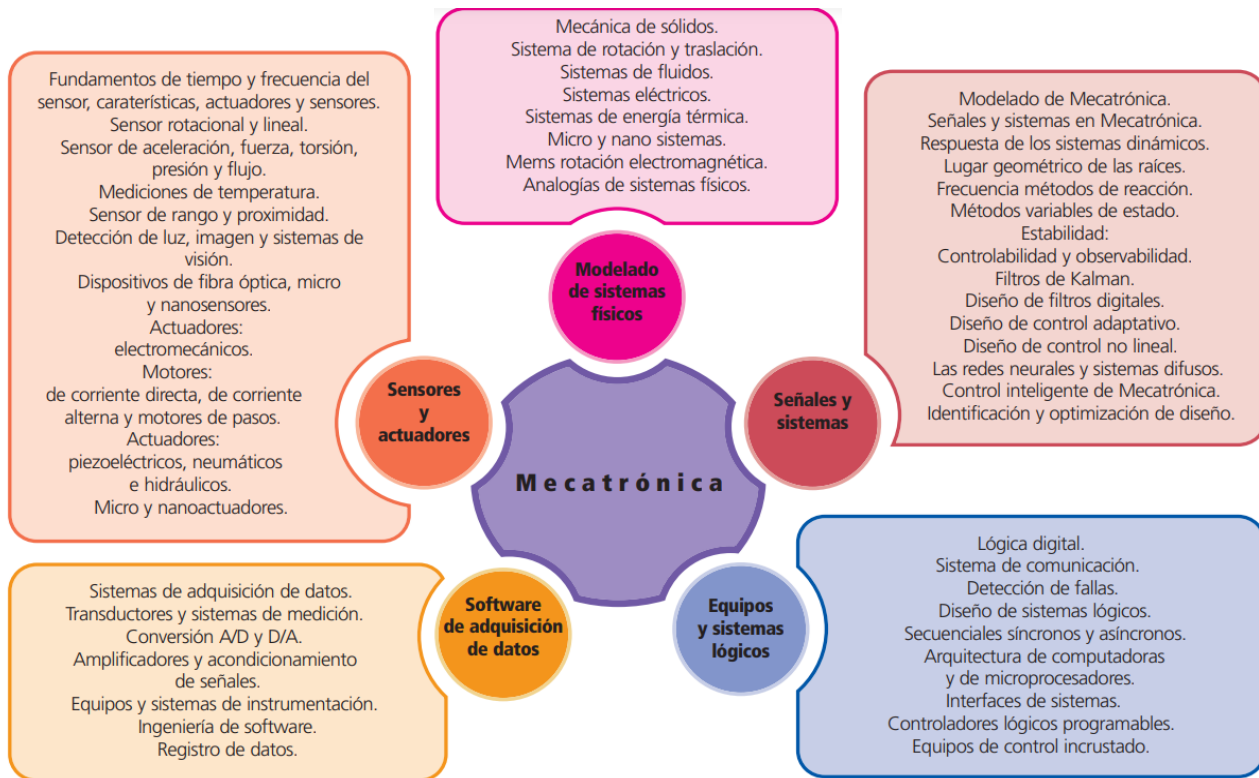 Mecánica de sólidos.
Sistema de rotación y traslación.
Sistemas de fluidos.
Sistemas eléctricos.
Sistemas de energía térmica.
Micro y nano sistemas.
Mems rotación electromagnética.
Analogías de sistemas físicos.
Modelado
de sistemas
físicos
Fundamentos de tiempo y frecuencia del
sensor, caraterísticas, actuadores y sensores.
Sensor rotacional y lineal.
Sensor de aceleración, fuerza, torsión,
presión y flujo.
Mediciones de temperatura.
Sensor de rango y proximidad.
Detección de luz, imagen y sistemas de
visión.
Dispositivos de fibra óptica, micro
y nanosensores.
Actuadores:
electromecánicos.
Motores:
de corriente directa, de corriente
alterna y motores de pasos.
Actuadores:
piezoeléctricos, neumáticos
e hidráulicos.
Micro y nanoactuadores.
Sensores
y
actuadores
Modelado de Mecatrónica.
Señales y sistemas en Mecatrónica.
Respuesta de los sistemas dinámicos.
Lugar geométrico de las raíces.
Frecuencia métodos de reacción.
Métodos variables de estado.
Estabilidad:
Controlabilidad y observabilidad.
Filtros de Kalman.
Diseño de filtros digitales.
Diseño de control adaptativo.
Diseño de control no lineal.
Las redes neurales y sistemas difusos.
Control inteligente de Mecatrónica.
Identificación y optimización de diseño.
Señales y
sistemas
Mecatrónica
Sistemas de adquisición de datos.
Transductores y sistemas de medición.
Conversión A/D y D/A.
Amplificadores y acondicionamiento
de señales.
Equipos y sistemas de instrumentación.
Ingeniería de software.
Registro de datos.
Software
de adquisición
de datos
Equipos
y sistemas
lógicos
Lógica digital.
Sistema de comunicación.
Detección de fallas.
Diseño de sistemas lógicos.
Secuenciales síncronos y asíncronos.
Arquitectura de computadoras
y de microprocesadores.
Interfaces de sistemas.
Controladores lógicos programables.
Equipos de control incrustado.